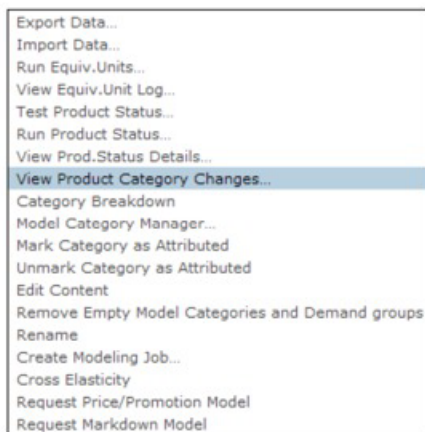 Export Data...
Import Data...
Run Equiv.Units...
View Equiv.Unit Log...
Test Product Status...
Run Product Status...
View Prod.Status Details...
View Product Category Changes...
Category Breakdown
Model Category Manager...
Mark Category as Attributed
Unmark Category as Attributed
Edit Content
Remove Empty Model Categories and Demand groups
Rename
Create Modeling Job...
Cross Elasticity
Request Price/Promotion Model
Request Markdown Model